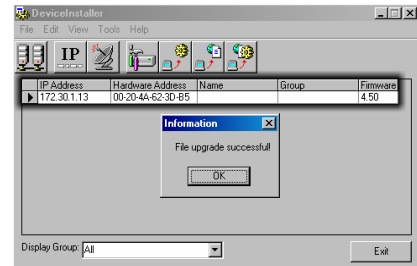 DeviceInstaller
File Edit View Tools Help
IP
IP Address Hardware Address Name Group Firmware
172.30.1.13 00-20-4A-62-3D-B5 4.50
Information
File upgrade successful!
OK
Display Group: All
Exit